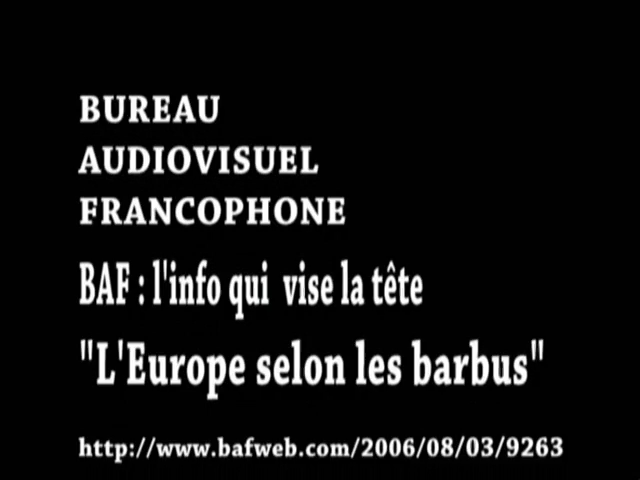 BUREAU
AUDIOVISUEL
FRANCOPHONE
BAF : l'info qui vise la tête
"L'Europe selon les barbus"
http://www.bafweb.com/2006/08/03/9263